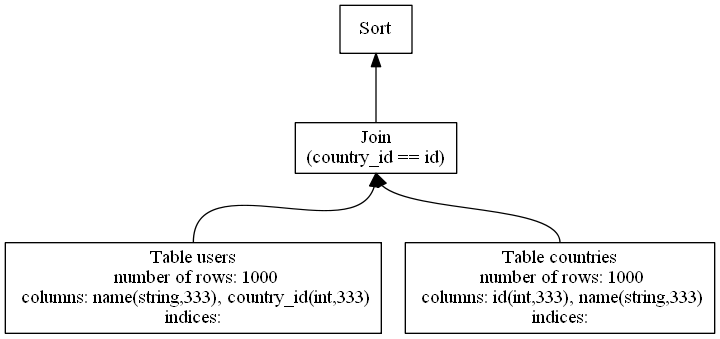 Sort
Join
(country_id == id)
Table users
number of rows: 1000
columns: name(string,333), country_id(int,333)
indices:
Table countries
number of rows: 1000
columns: id(int,333), name(string,333)
indices: